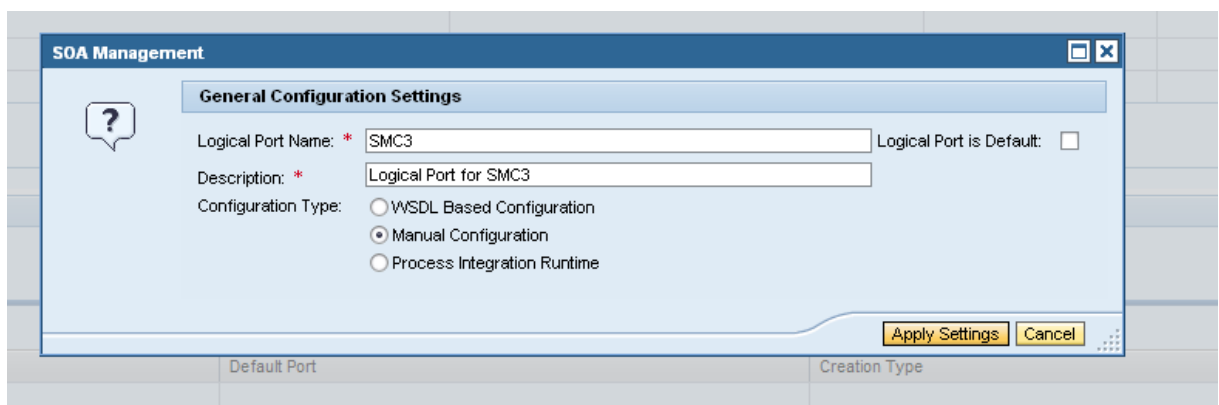 SOA Management
General Configuration Settings
?
Logical Port Name: * SMC3 Logical Port is Default:
Description: * Logical Port for SMC3
Configuration Type: WSDL Based Configuration
Manual Configuration
Process Integration Runtime
Apply Settings Cancel
Default Port Creation Type